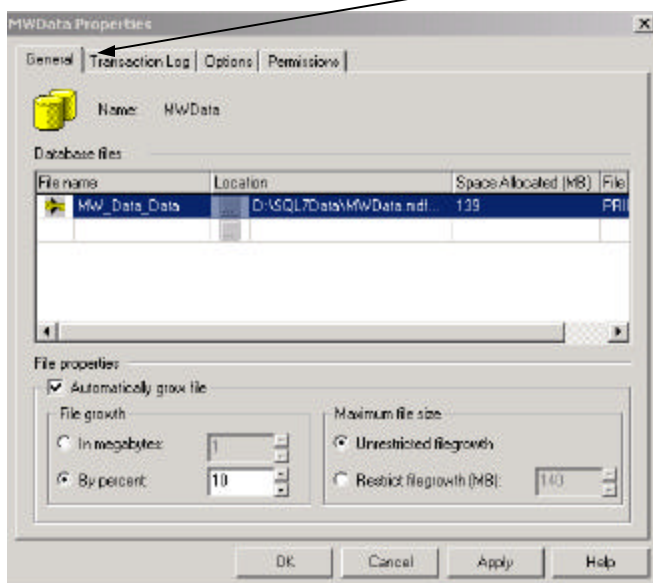 MWData Properties
General Transaction Log Options Permissions
Name: MWData
Database files
File name Location Space Allocated (MB) File
MW_Data_Data ... D:\SQL7Data\MWData.mdf... 139 PRI
...
File properties
Automatically grow file
File growth
In megabytes: 1
By percent: 10
Maximum file size
Unrestricted filegrowth
Restrict filegrowth (MB): 140
OK Cancel Apply Help